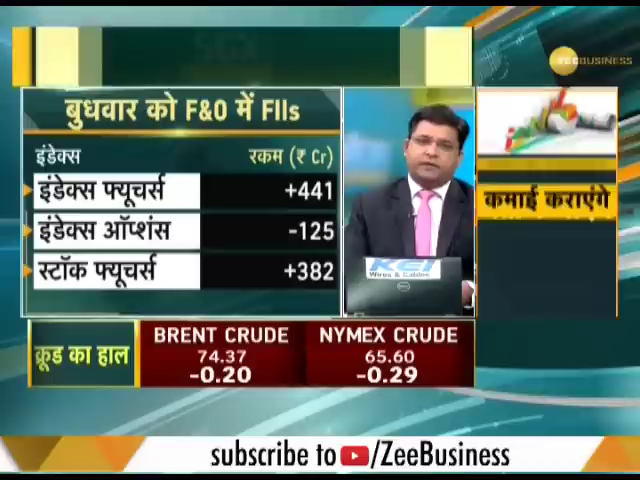 ZEEBUSINESS
बुधवार को F&O में FIIs
इंडेक्स रकम (₹ Cr)
इंडेक्स फ्यूचर्स +441
इंडेक्स ऑप्शंस -125
स्टॉक फ्यूचर्स +382
KEI
Wires & Cables
DELL
कमाई कराएंगे
क्रूड का हाल
BRENT CRUDE
74.37
-0.20
NYMEX CRUDE
65.60
-0.29
subscribe to /ZeeBusiness